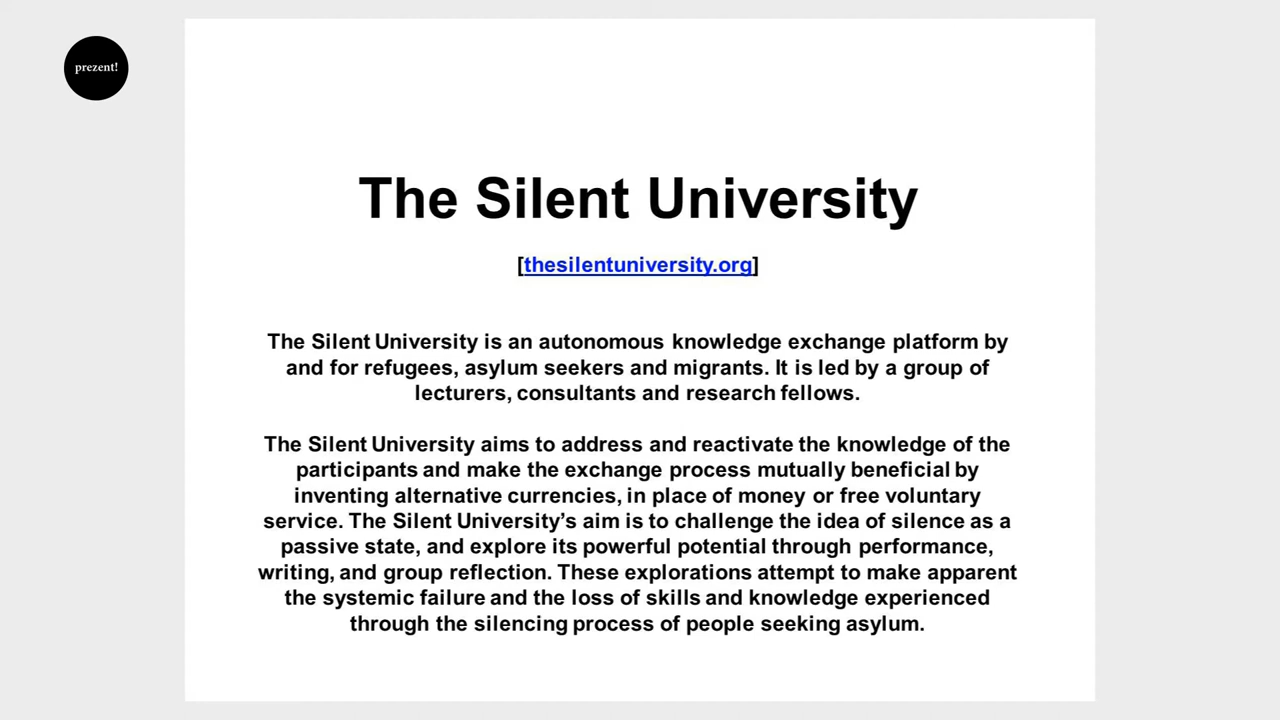 prezent!
The Silent University
[thesilentuniversity.org]
The Silent University is an autonomous knowledge exchange platform by
and for refugees, asylum seekers and migrants. It is led by a group of
lecturers, consultants and research fellows.
The Silent University aims to address and reactivate the knowledge of the
participants and make the exchange process mutually beneficial by
inventing alternative currencies, in place of money or free voluntary
service. The Silent University’s aim is to challenge the idea of silence as a
passive state, and explore its powerful potential through performance,
writing, and group reflection. These explorations attempt to make apparent
the systemic failure and the loss of skills and knowledge experienced
through the silencing process of people seeking asylum.